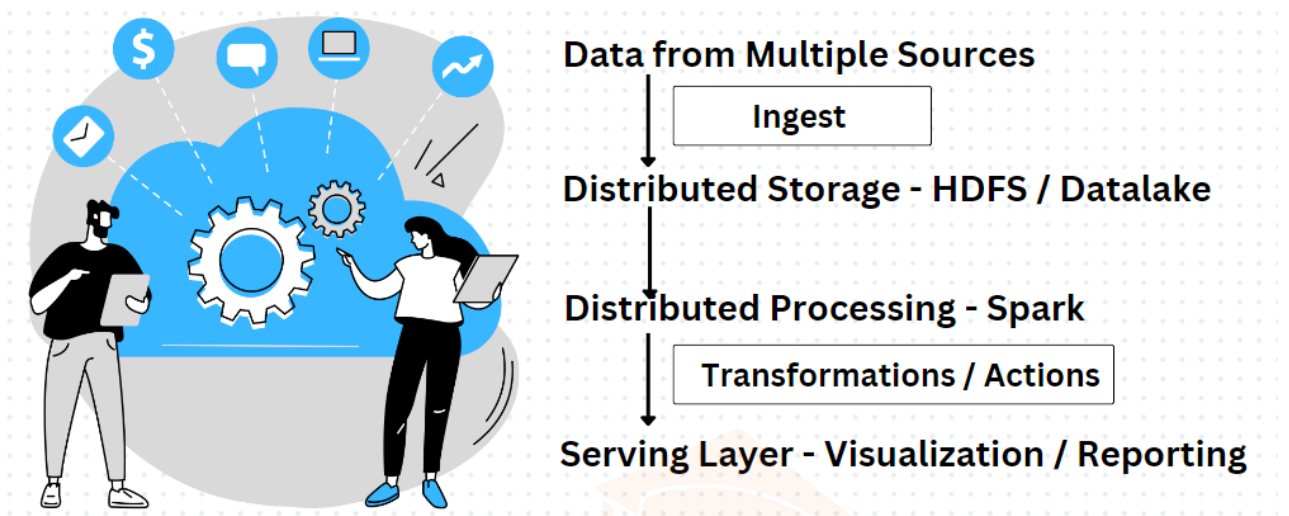 Data from Multiple Sources
Ingest
Distributed Storage - HDFS / Datalake
Distributed Processing - Spark
Transformations / Actions
Serving Layer - Visualization / Reporting
$